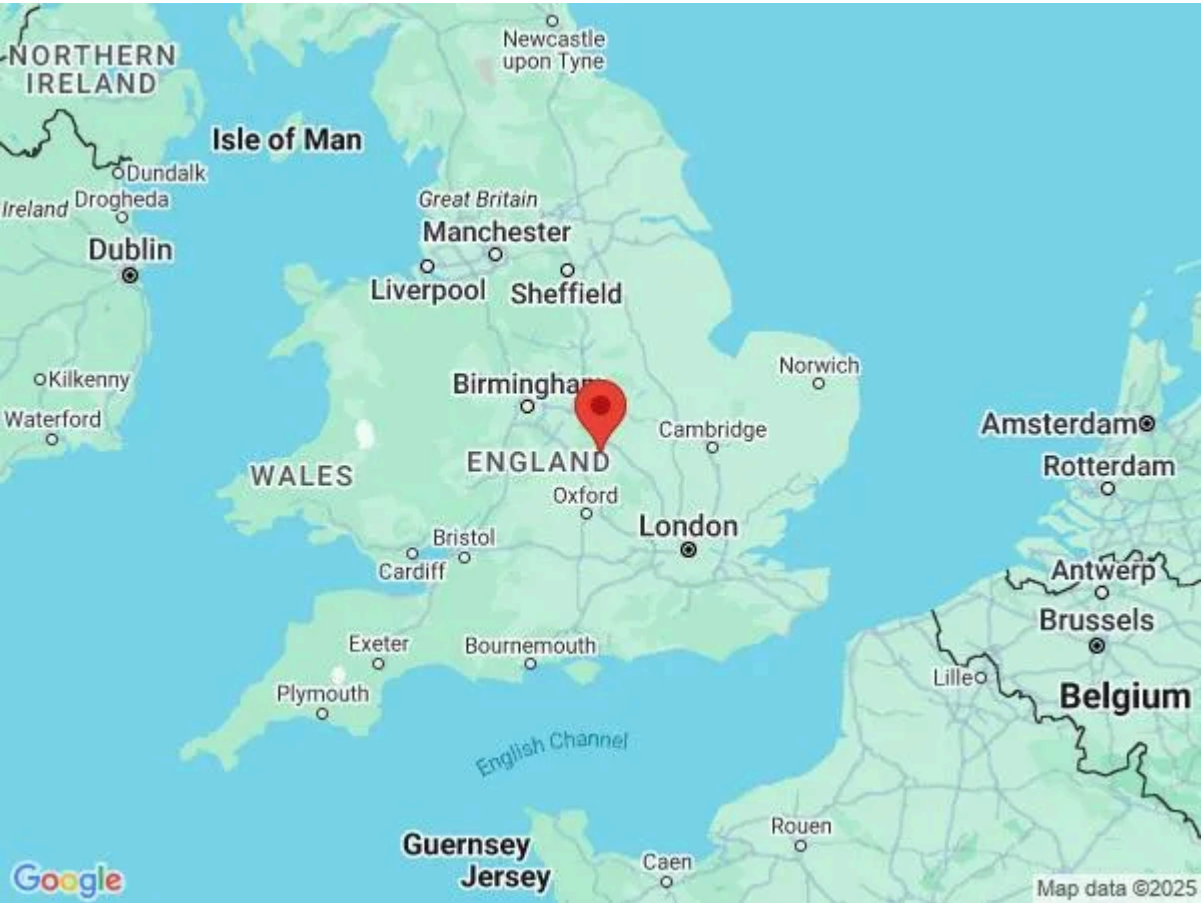 Newcastle
upon Tyne
NORTHERN
IRELAND
Isle of Man
Dundalk
Ireland
Drogheda
Great Britain
Dublin
Manchester
Liverpool
Sheffield
Kilkenny
Norwich
Birmingham
Waterford
Cambridge
Amsterdam
ENGLAND
WALES
Rotterdam
Oxford
London
Bristol
Cardiff
Antwerp
Brussels
Exeter
Bournemouth
Lille
Plymouth
Belgium
English Channel
Rouen
Guernsey
Jersey
Caen
Google
Map data ©2025